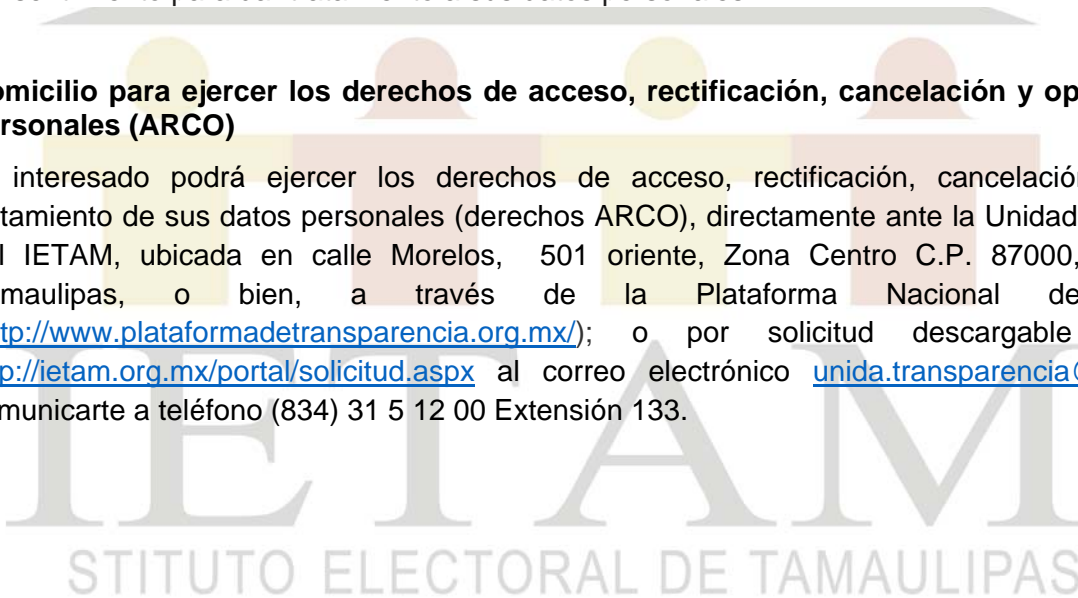 omicilio para ejercer los derechos de acceso, rectificación, cancelación y op
rsonales (ARCO)
interesado podrá ejercer los derechos de acceso, rectificación, cancelación
tamiento de sus datos personales (derechos ARCO), directamente ante la Unidad
l IETAM, ubicada en calle Morelos, 501 oriente, Zona Centro C.P. 87000,
maulipas, o bien, a través de la Plataforma Nacional de
tp://www.plataformadetransparencia.org.mx/); o por solicitud descargable
p://ietam.org.mx/portal/solicitud.aspx al correo electrónico unida.transparencia@
municarte a teléfono (834) 31 5 12 00 Extensión 133.
IETAM
STITUTO ELECTORAL DE TAMAULIPAS